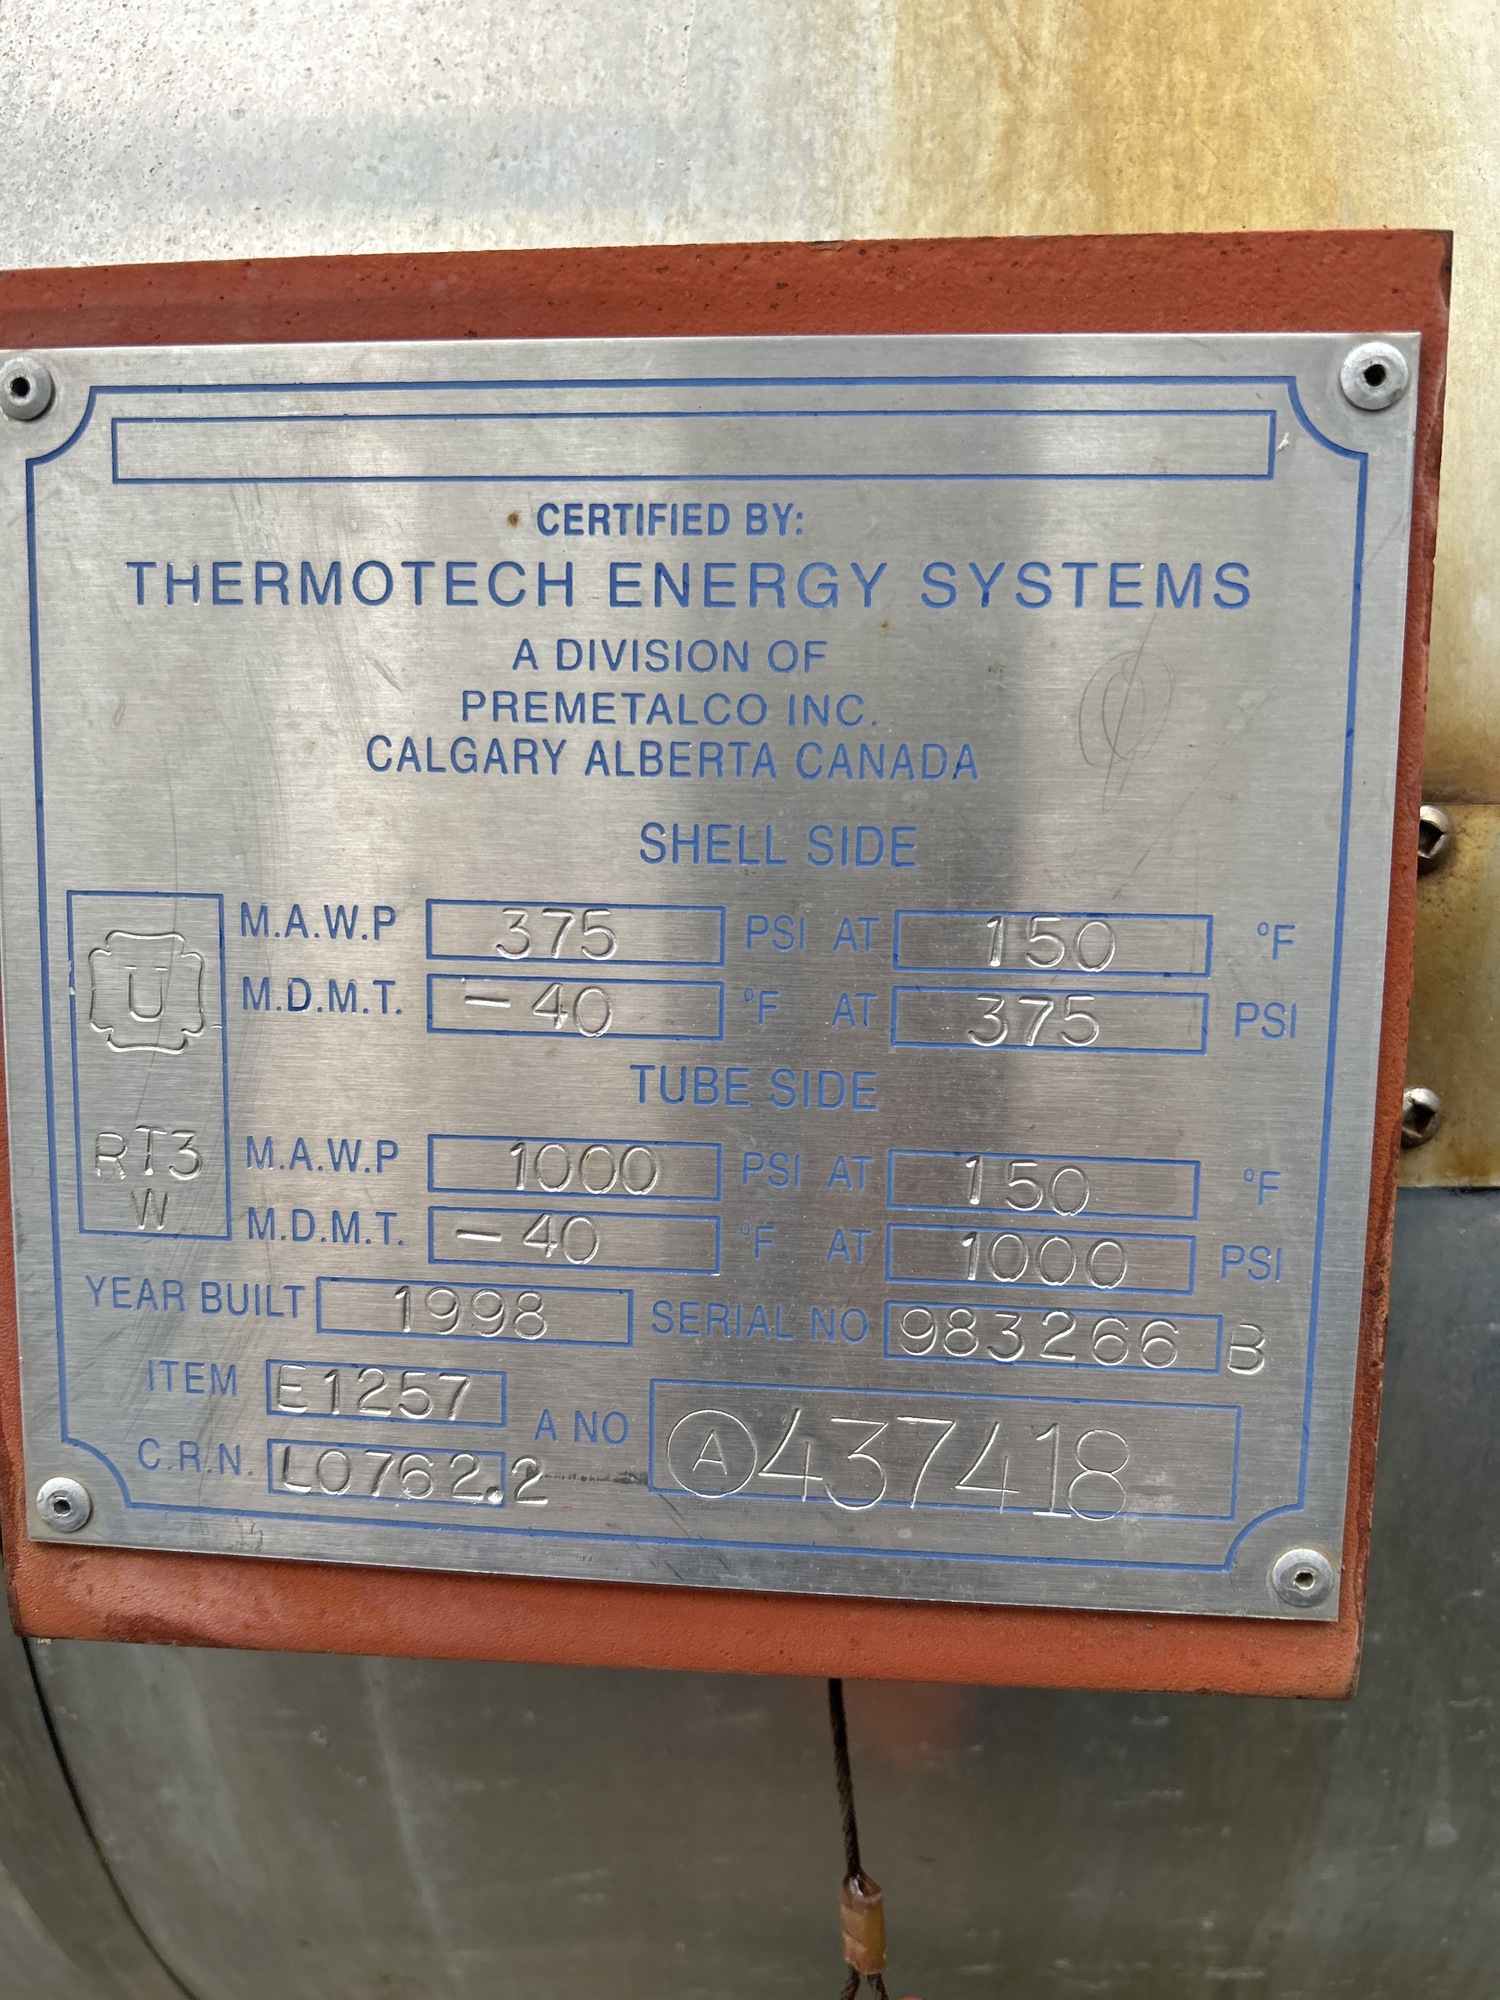 CERTIFIED BY:
THERMOTECH ENERGY SYSTEMS
A DIVISION OF
PREMETALCO INC.
CALGARY ALBERTA CANADA
SHELL SIDE
U
M.A.W.P 375 PSI AT 150 °F
M.D.M.T. -40 °F AT 375 PSI
TUBE SIDE
RT3
W
M.A.W.P 1000 PSI AT 150 °F
M.D.M.T. -40 °F AT 1000 PSI
YEAR BUILT 1998 SERIAL NO 983266 B
ITEM E1257
A NO A 437418
C.R.N. L0762.2